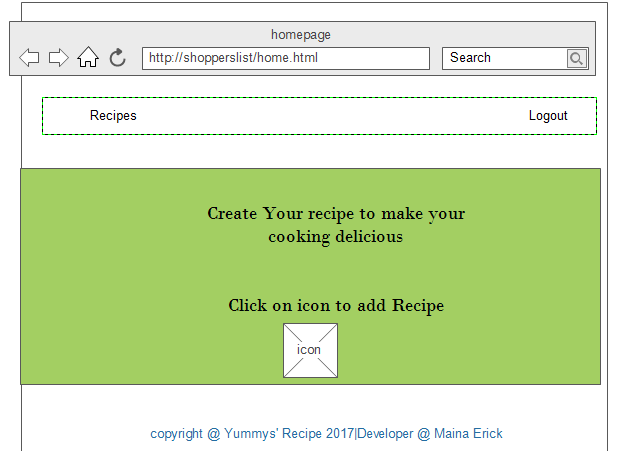 homepage
http://shopperslist/home.html
Search
Recipes
Logout
Create Your recipe to make your
cooking delicious
Click on icon to add Recipe
icon
copyright @ Yummys' Recipe 2017|Developer @ Maina Erick